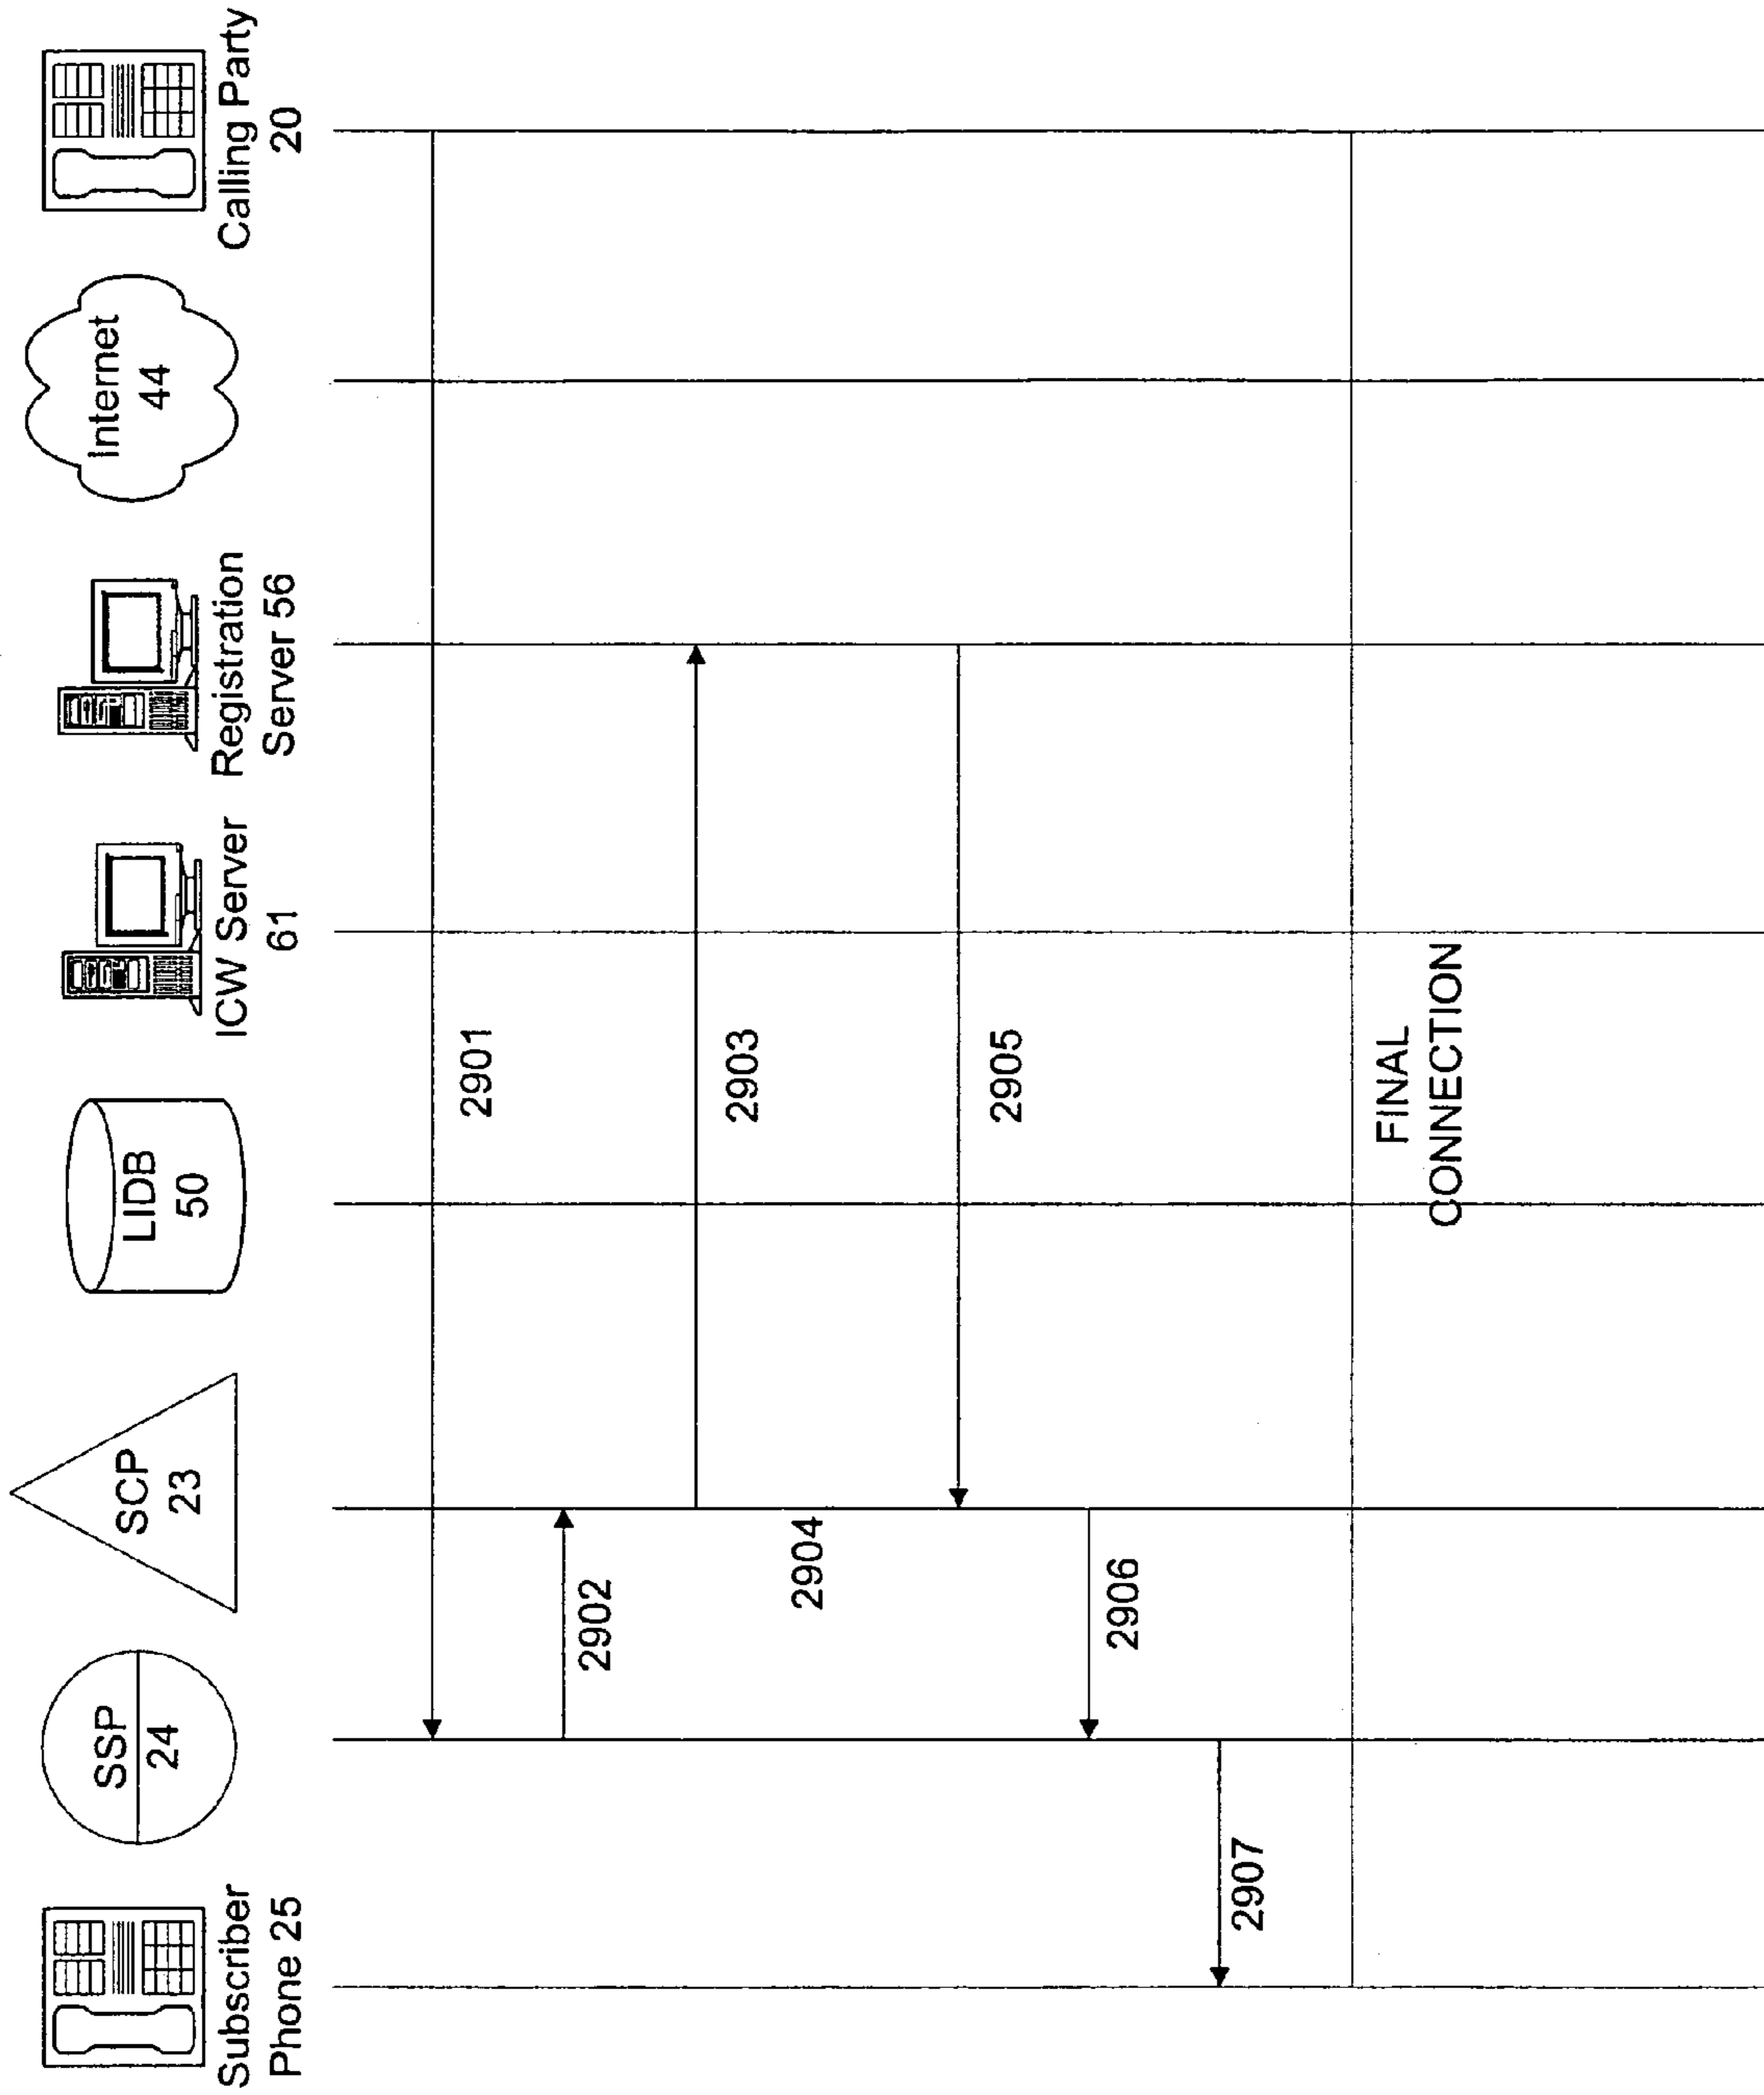 Subscriber
Phone 25
SSP
24
SCP
23
LIDB
50
ICW Server
61
Registration
Server 56
Internet
44
Calling Party
20
2901
2902
2903
2904
2905
2906
2907
FINAL
CONNECTION